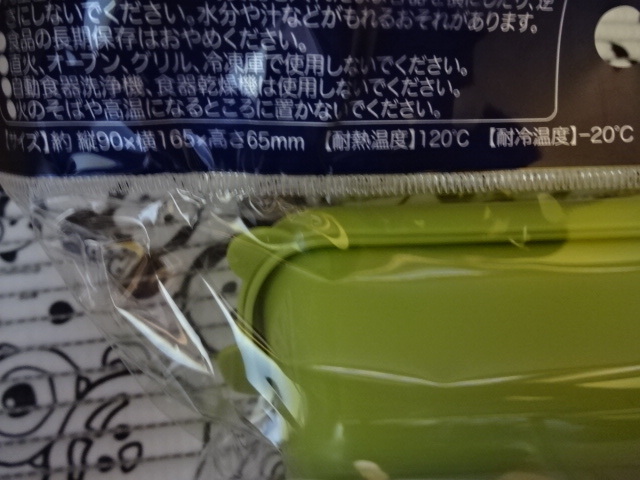 さにしないでください。水分や汁などがもれるおそれがあります。
食品の長期保存はおやめください。
●直火、オーブン、グリル、冷凍庫で使用しないでください。
●自動食器洗浄機、食器乾燥機は使用しないでください。
●火のそばや高温になるところに置かないでください。
【サイズ】約 縦90×横165×高さ65mm 【耐熱温度】120℃ 【耐冷温度】-20℃